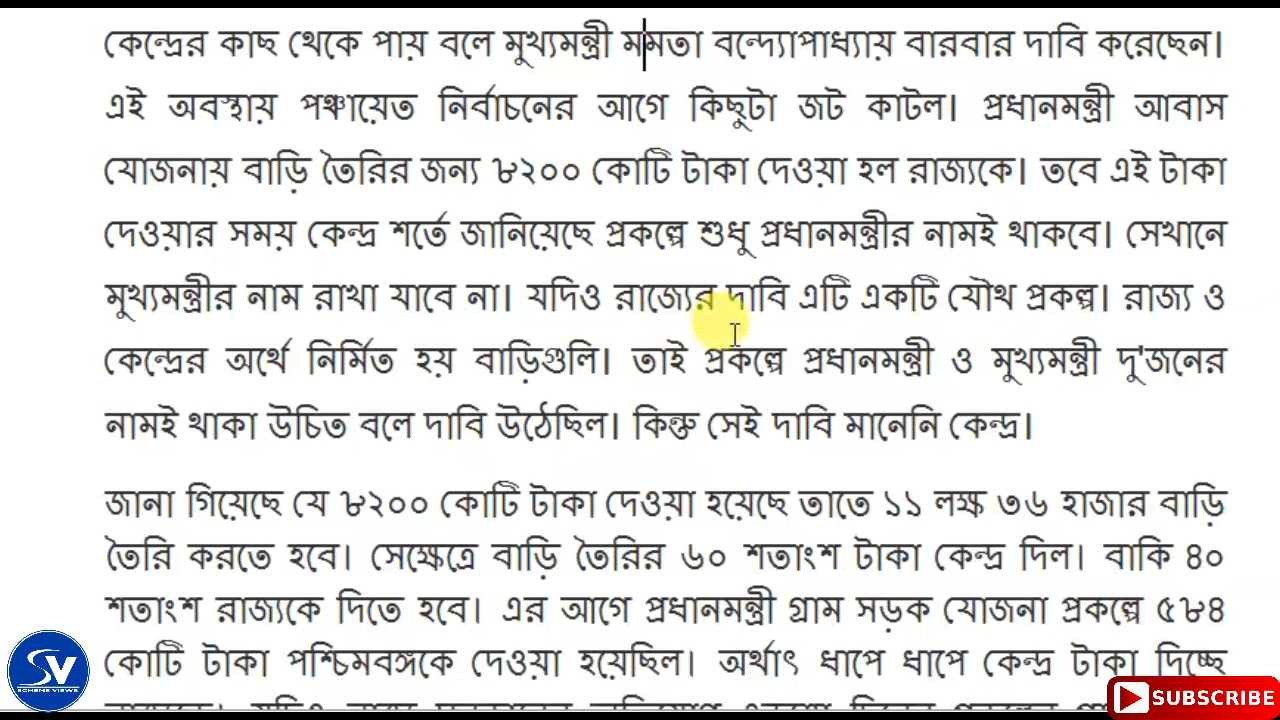 কেন্দ্রের কাছ থেকে পায় বলে মুখ্যমন্ত্রী মমতা বন্দ্যোপাধ্যায় বারবার দাবি করেছেন।
এই অবস্থায় পঞ্চায়েত নির্বাচনের আগে কিছুটা জট কাটল। প্রধানমন্ত্রী আবাস
যোজনায় বাড়ি তৈরির জন্য ৮২০০ কোটি টাকা দেওয়া হল রাজ্যকে। তবে এই টাকা
দেওয়ার সময় কেন্দ্র শর্তে জানিয়েছে প্রকল্পে শুধু প্রধানমন্ত্রীর নামই থাকবে। সেখানে
মুখ্যমন্ত্রীর নাম রাখা যাবে না। যদিও রাজ্যের দাবি এটি একটি যৌথ প্রকল্প। রাজ্য ও
কেন্দ্রের অর্থে নির্মিত হয় বাড়িগুলি। তাই প্রকল্পে প্রধানমন্ত্রী ও মুখ্যমন্ত্রী দু'জনের
নামই থাকা উচিত বলে দাবি উঠেছিল। কিন্তু সেই দাবি মানেনি কেন্দ্র।
জানা গিয়েছে যে ৮২০০ কোটি টাকা দেওয়া হয়েছে তাতে ১১ লক্ষ ৩৬ হাজার বাড়ি
তৈরি করতে হবে। সেক্ষেত্রে বাড়ি তৈরির ৬০ শতাংশ টাকা কেন্দ্র দিল। বাকি ৪০
শতাংশ রাজ্যকে দিতে হবে। এর আগে প্রধানমন্ত্রী গ্রাম সড়ক যোজনা প্রকল্পে ৫৮৪
কোটি টাকা পশ্চিমবঙ্গকে দেওয়া হয়েছিল। অর্থাৎ ধাপে ধাপে কেন্দ্র টাকা দিচ্ছে
SV
SCHEME VIEWS
SUBSCRIBE